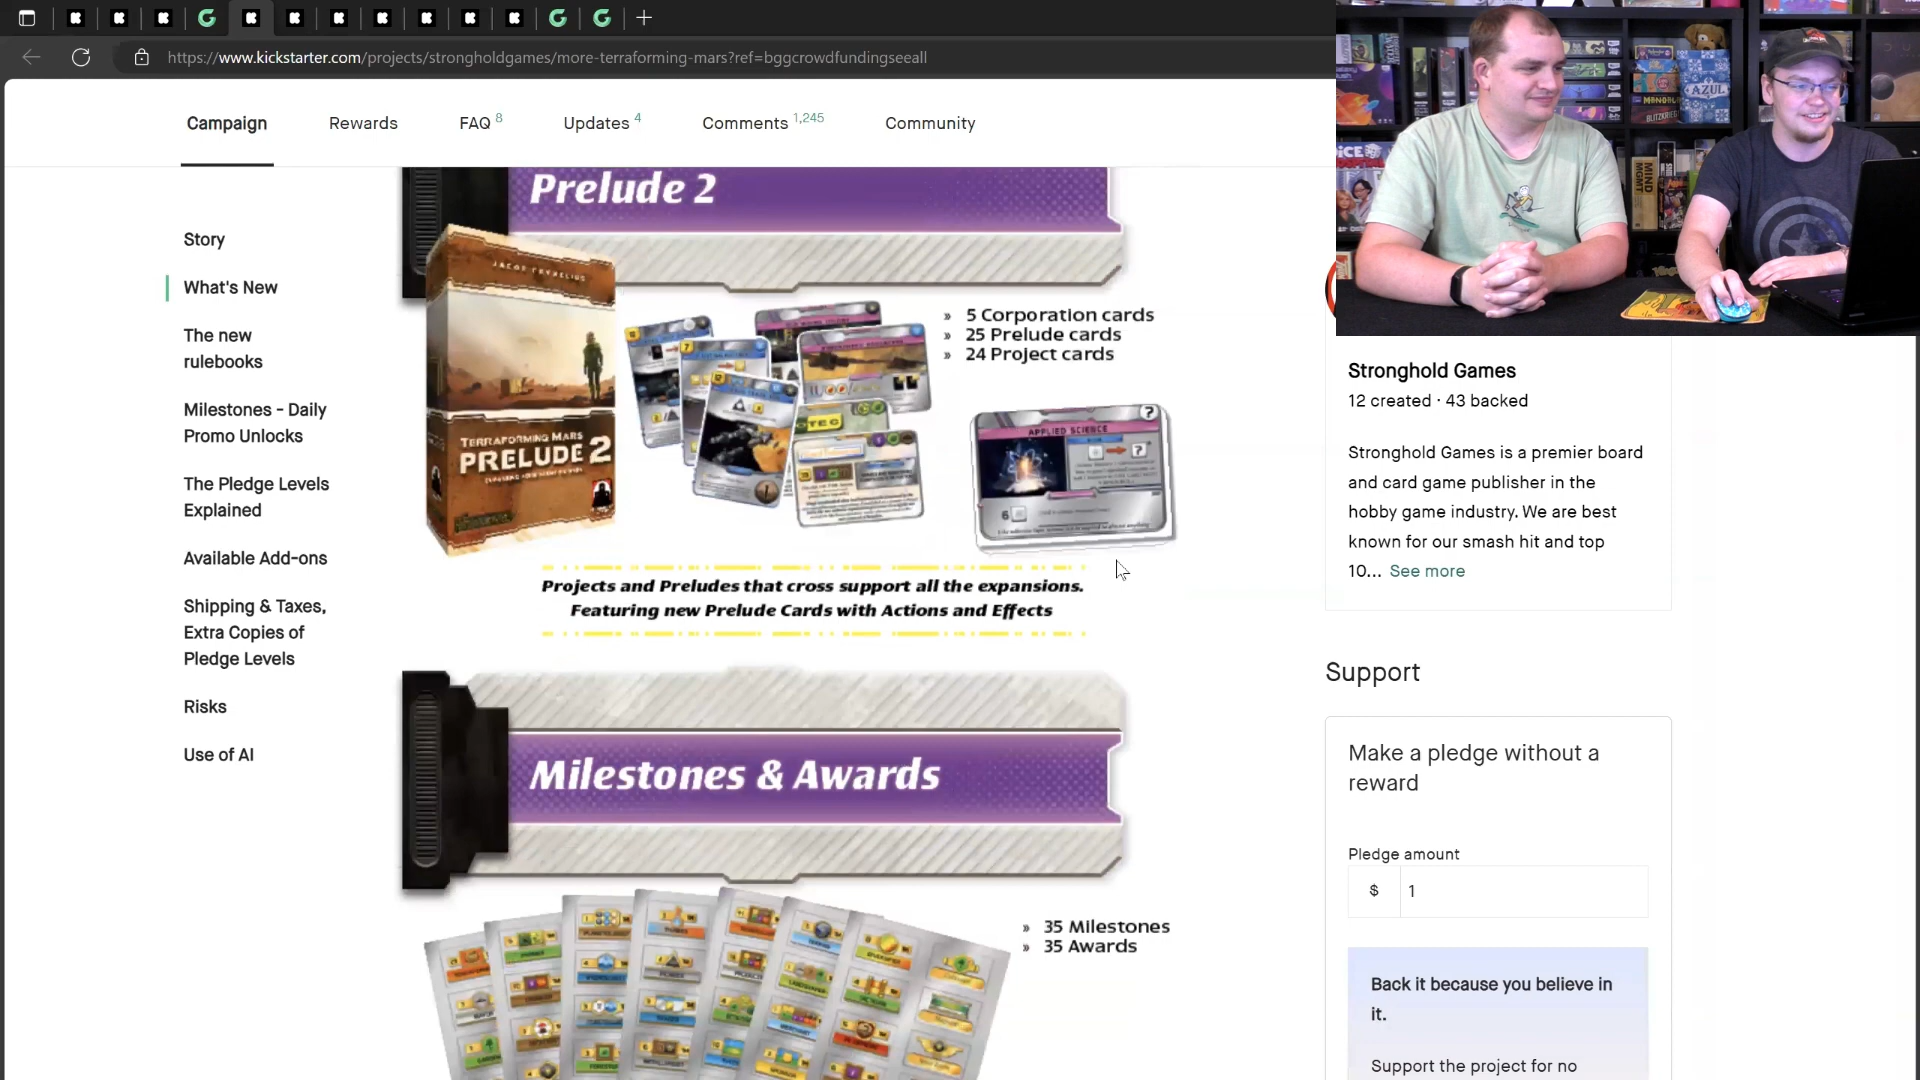 https://www.kickstarter.com/projects/strongholdgames/more-terraforming-mars?ref=bggcrowdfundingseeall
Campaign
Rewards
FAQ 8
Updates 4
Comments 1,245
Community
Story
What's New
The new
rulebooks
Milestones - Daily
Promo Unlocks
The Pledge Levels
Explained
Available Add-ons
Shipping & Taxes,
Extra Copies of
Pledge Levels
Risks
Use of AI
Prelude 2
TERRAFORMING MARS
PRELUDE 2
» 5 Corporation cards
» 25 Prelude cards
» 24 Project cards
APPLIED SCIENCE
?
6
Projects and Preludes that cross support all the expansions.
Featuring new Prelude Cards with Actions and Effects
Milestones & Awards
» 35 Milestones
» 35 Awards
AZUL
MIND
MGMT
Stronghold Games
12 created · 43 backed
Stronghold Games is a premier board
and card game publisher in the
hobby game industry. We are best
known for our smash hit and top
10... See more
Support
Make a pledge without a
reward
Pledge amount
$ 1
Back it because you believe in
it.
Support the project for no